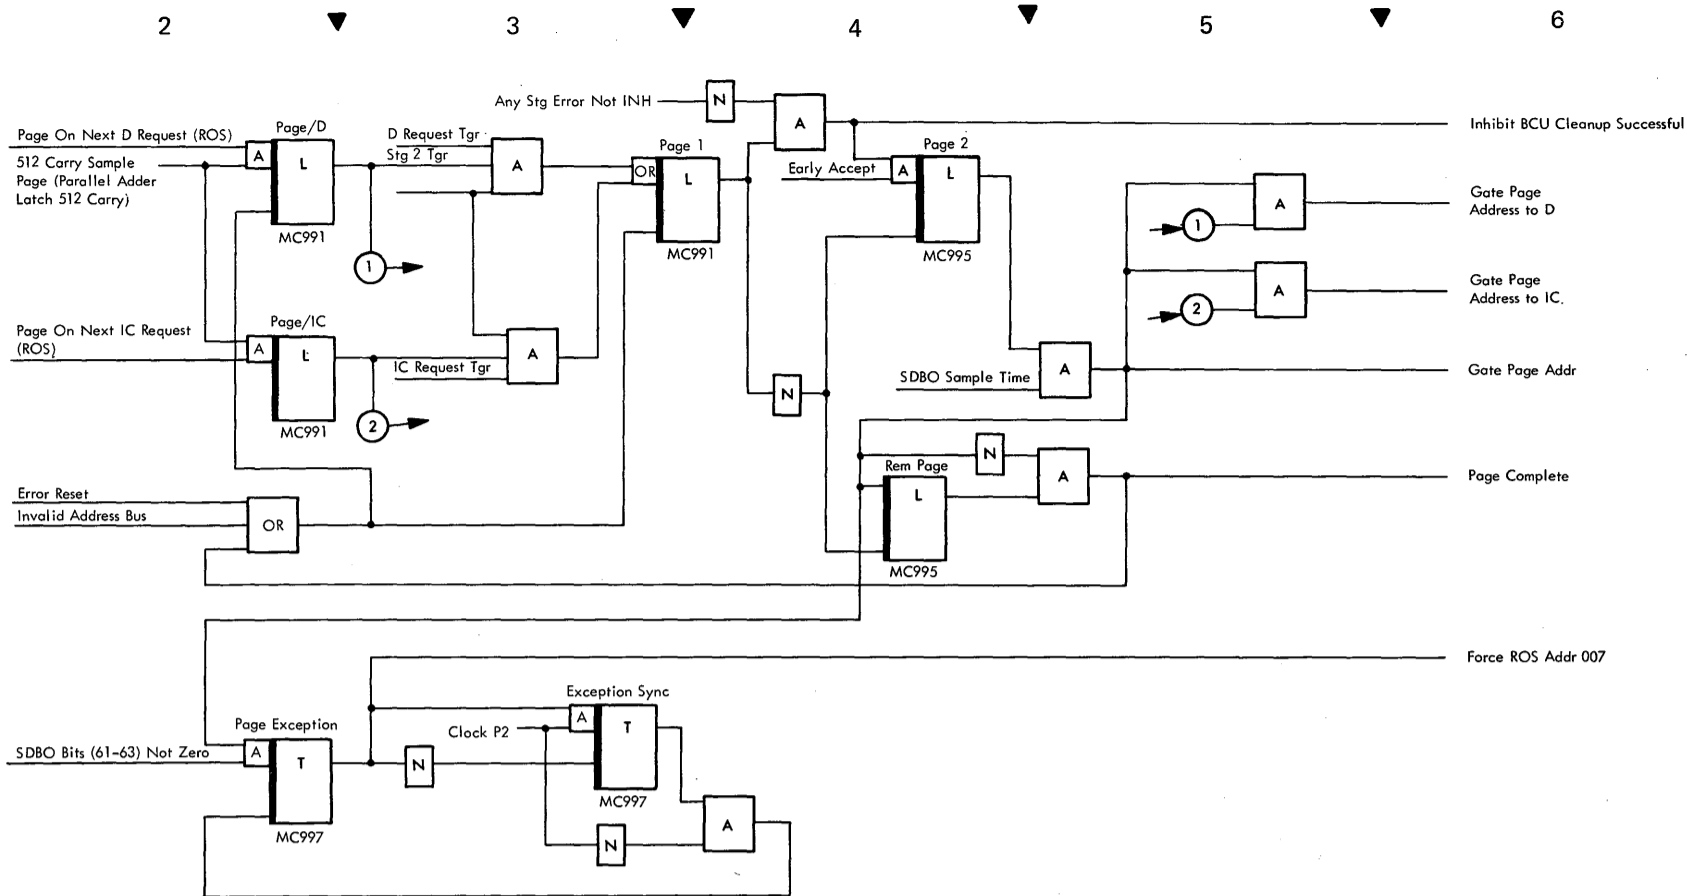 2 3 4 5 6
Any Stg Error Not INH
N
A
Inhibit BCU Cleanup Successful
Page On Next D Request (ROS)
Page/D
A
L
MC991
512 Carry Sample
Page (Parallel Adder
Latch 512 Carry)
D Request Tgr
Stg 2 Tgr
A
Page 1
OR
L
MC991
Early Accept
Page 2
A
L
MC995
1
A
Gate Page
Address to D
1
2
A
Gate Page
Address to IC.
Page On Next IC Request
(ROS)
Page/IC
A
L
MC991
2
IC Request Tgr
A
N
SDBO Sample Time
A
Gate Page Addr
Rem Page
L
MC995
N
A
Page Complete
Error Reset
Invalid Address Bus
OR
Force ROS Addr 007
Page Exception
SDBO Bits (61-63) Not Zero
A
T
MC997
N
Exception Sync
Clock P2
A
T
MC997
N
A